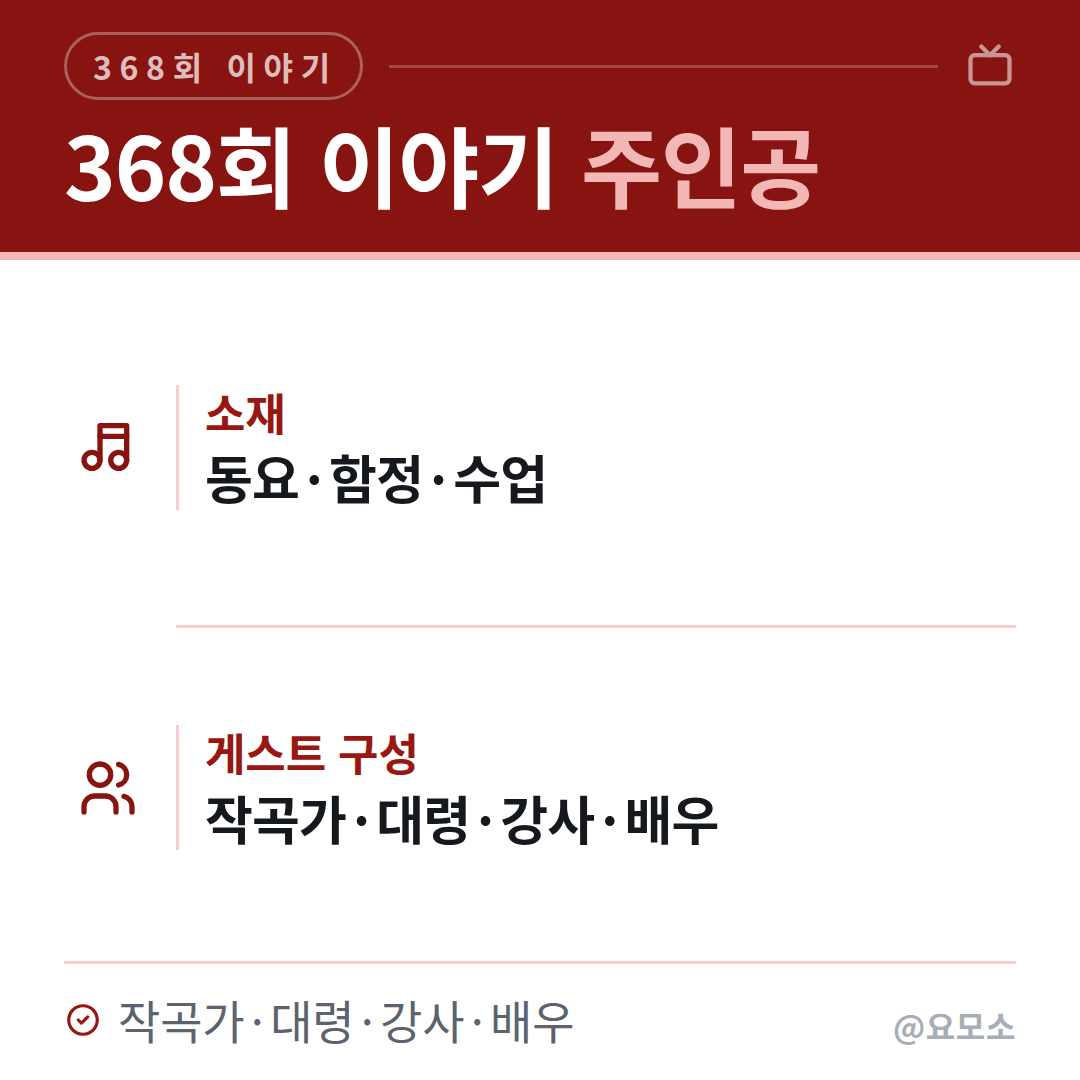 368회 이야기
368회 이야기 주인공
소재
동요·함정·수업
게스트 구성
작곡가·대령·강사·배우
작곡가·대령·강사·배우
@요모소